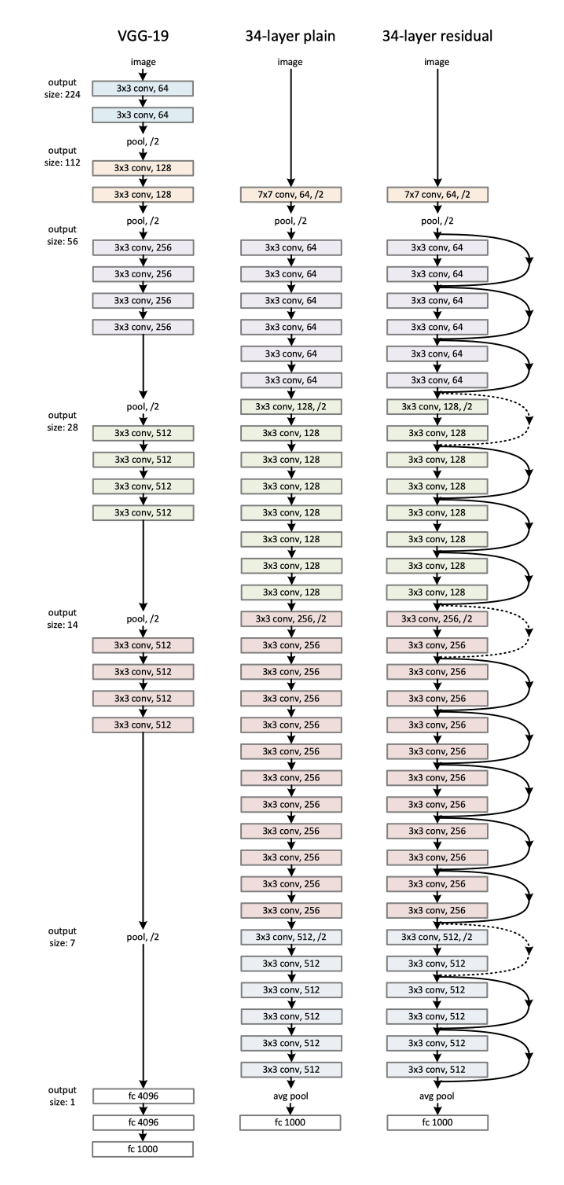 VGG-19
image
output
size: 224
3x3 conv, 64
3x3 conv, 64
pool, /2
output
size: 112
3x3 conv, 128
3x3 conv, 128
pool, /2
output
size: 56
3x3 conv, 256
3x3 conv, 256
3x3 conv, 256
3x3 conv, 256
pool, /2
output
size: 28
3x3 conv, 512
3x3 conv, 512
3x3 conv, 512
3x3 conv, 512
pool, /2
output
size: 14
3x3 conv, 512
3x3 conv, 512
3x3 conv, 512
3x3 conv, 512
output
size: 7
pool, /2
output
size: 1
fc 4096
fc 4096
fc 1000
34-layer plain
image
7x7 conv, 64, /2
pool, /2
3x3 conv, 64
3x3 conv, 64
3x3 conv, 64
3x3 conv, 64
3x3 conv, 64
3x3 conv, 64
3x3 conv, 128, /2
3x3 conv, 128
3x3 conv, 128
3x3 conv, 128
3x3 conv, 128
3x3 conv, 128
3x3 conv, 128
3x3 conv, 128
3x3 conv, 256, /2
3x3 conv, 256
3x3 conv, 256
3x3 conv, 256
3x3 conv, 256
3x3 conv, 256
3x3 conv, 256
3x3 conv, 256
3x3 conv, 256
3x3 conv, 256
3x3 conv, 256
3x3 conv, 256
3x3 conv, 512, /2
3x3 conv, 512
3x3 conv, 512
3x3 conv, 512
3x3 conv, 512
3x3 conv, 512
avg pool
fc 1000
34-layer residual
image
7x7 conv, 64, /2
pool, /2
3x3 conv, 64
3x3 conv, 64
3x3 conv, 64
3x3 conv, 64
3x3 conv, 64
3x3 conv, 64
3x3 conv, 128, /2
3x3 conv, 128
3x3 conv, 128
3x3 conv, 128
3x3 conv, 128
3x3 conv, 128
3x3 conv, 128
3x3 conv, 128
3x3 conv, 256, /2
3x3 conv, 256
3x3 conv, 256
3x3 conv, 256
3x3 conv, 256
3x3 conv, 256
3x3 conv, 256
3x3 conv, 256
3x3 conv, 256
3x3 conv, 256
3x3 conv, 256
3x3 conv, 256
3x3 conv, 512, /2
3x3 conv, 512
3x3 conv, 512
3x3 conv, 512
3x3 conv, 512
3x3 conv, 512
avg pool
fc 1000